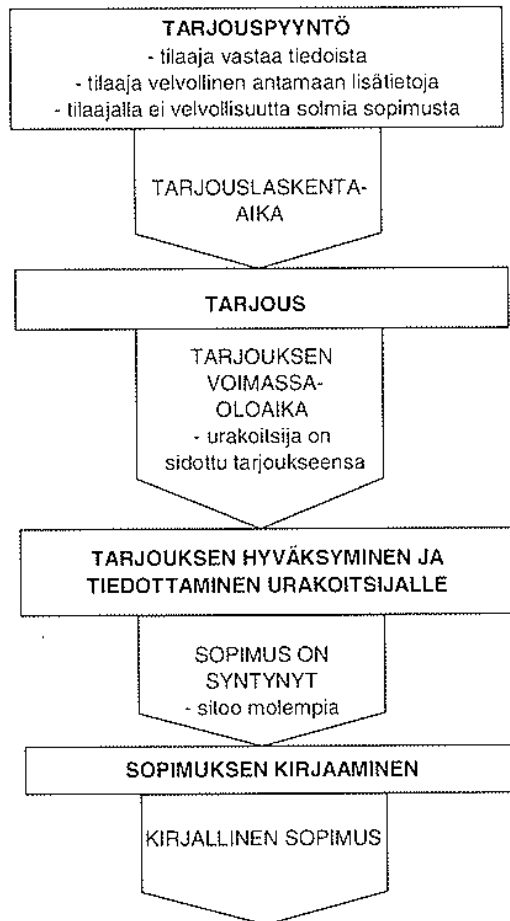 TARJOUSPYYNTÖ
- tilaaja vastaa tiedoista
- tilaaja velvollinen antamaan lisätietoja
- tilaajalla ei velvollisuutta solmia sopimusta
TARJOUSLASKENTA-
AIKA
TARJOUS
TARJOUKSEN
VOIMASSA-
OLOAIKA
- urakoitsija on
sidottu tarjoukseensa
TARJOUKSEN HYVÄKSYMINEN JA
TIEDOTTAMINEN URAKOITSIJALLE
SOPIMUS ON
SYNTYNYT
- sitoo molempia
SOPIMUKSEN KIRJAAMINEN
KIRJALLINEN SOPIMUS